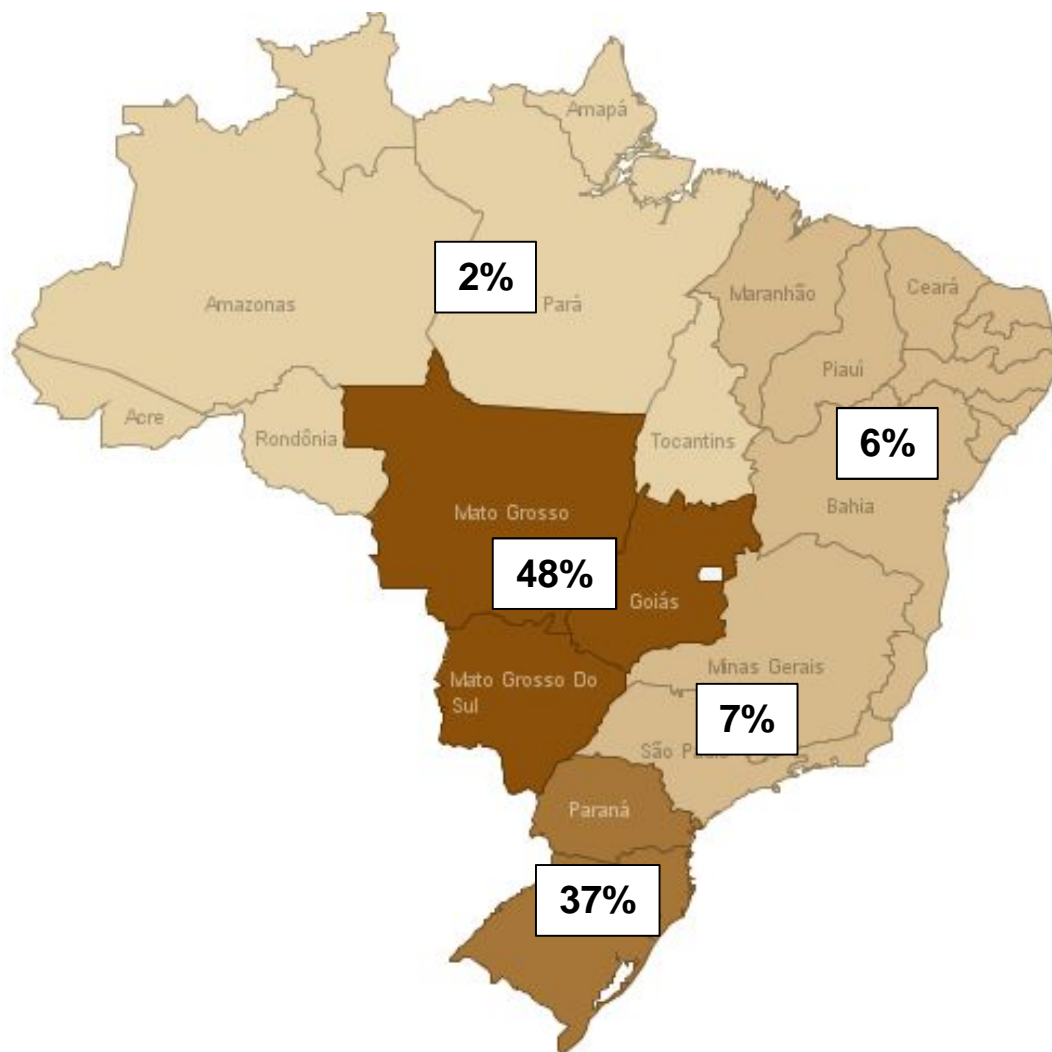 Amapá
2%
Amazonas
Pará
Maranhão
Ceará
Piauí
Acre
Rondônia
Tocantins
6%
Bahia
Mato Grosso
48%
Goiás
Minas Gerais
Mato Grosso Do
Sul
7%
São
Paraná
37%